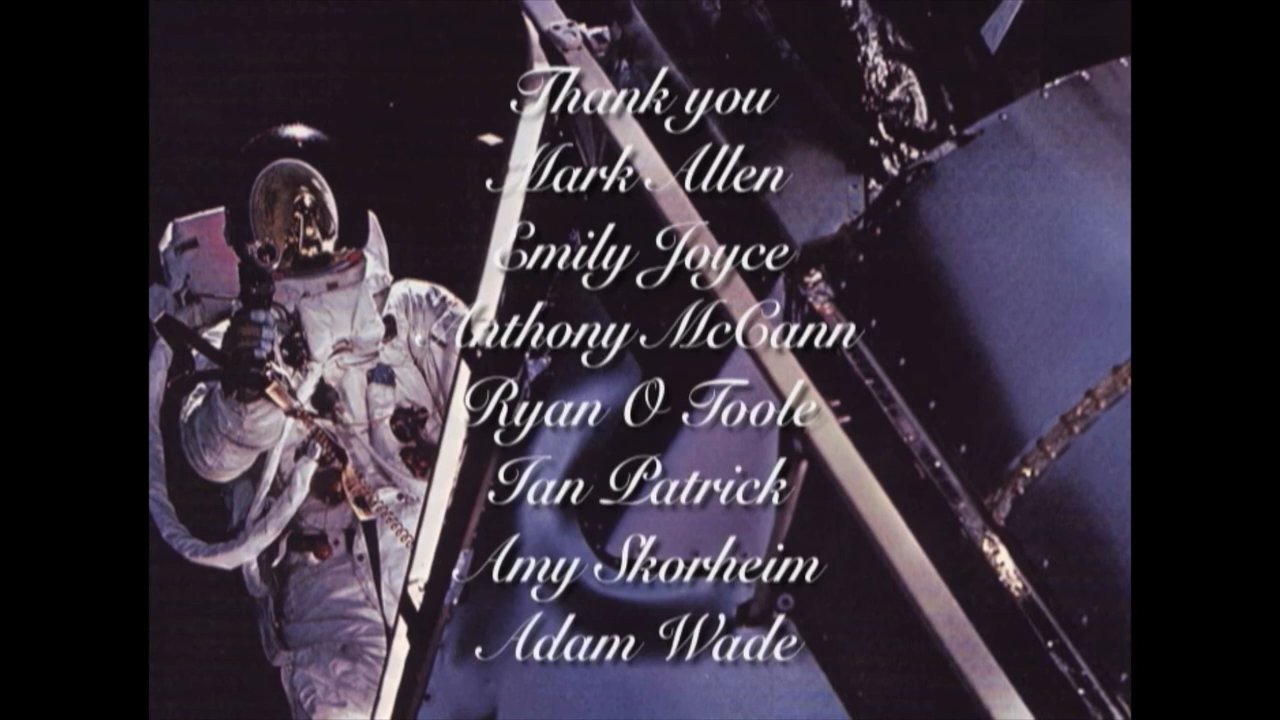 Thank you
Mark Allen
Emily Joyce
Anthony McCann
Ryan O Toole
Ian Patrick
Amy Skorheim
Adam Wade